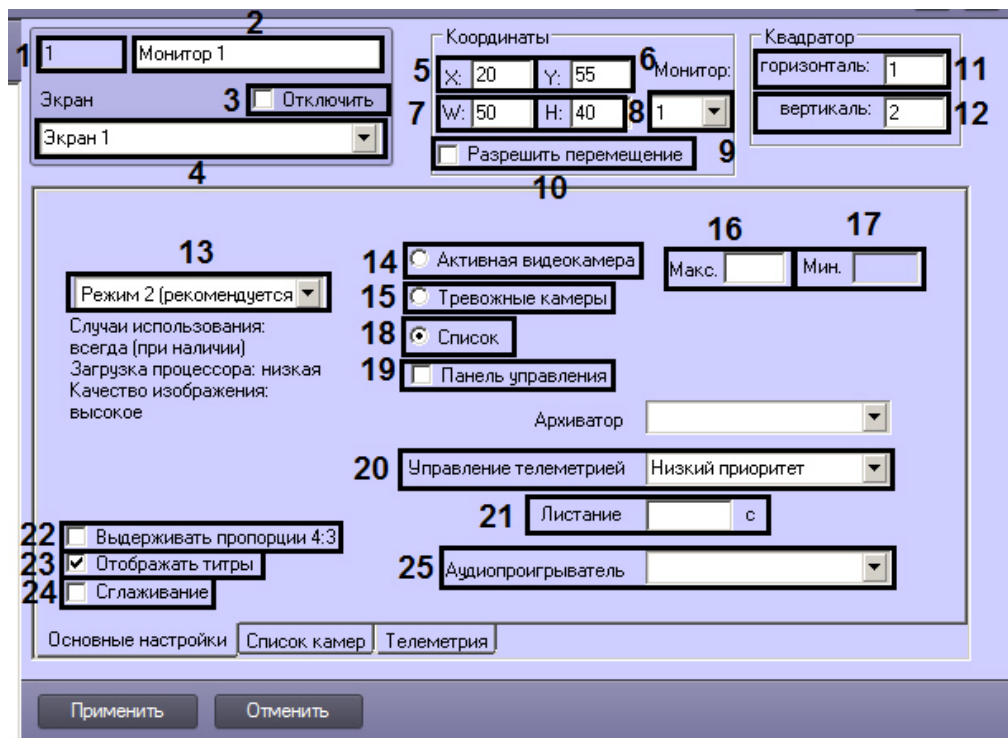 2
Координаты
Квадратор
1 1 Монитор 1
5 X: 20 Y: 55 6 Монитор:
горизонталь: 1 11
Экран 3 Отключить
7 W: 50 H: 40 8 1
вертикаль: 2 12
Экран 1
Разрешить перемещение 9
4
10
13
14 Активная видеокамера
16 17
Макс. Мин.
Режим 2 (рекомендуется
15 Тревожные камеры
Случаи использования:
всегда (при наличии)
Загрузка процессора: низкая
Качество изображения:
высокое
18 Список
19 Панель управления
Архиватор
20 Управление телеметрией Низкий приоритет
21 Листание с
22 Выдерживать пропорции 4:3
23 Отображать титры
24 Сглаживание
25 Аудиопроигрыватель
Основные настройки Список камер Телеметрия
Применить Отменить